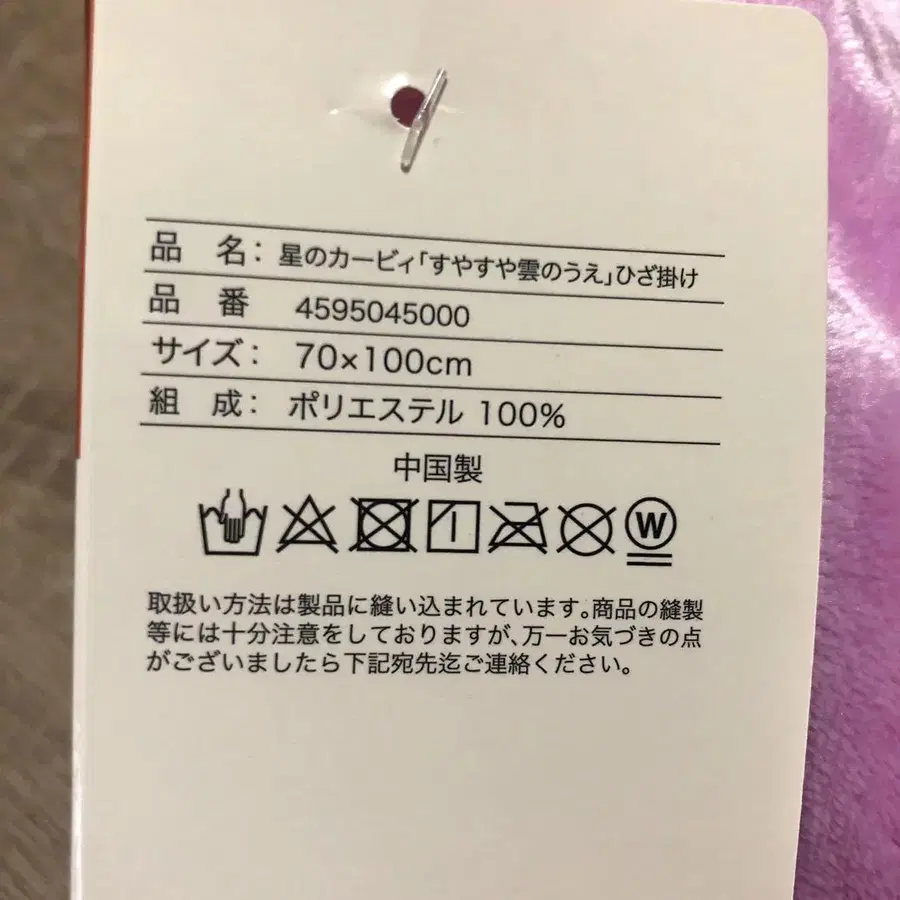 品　名：星のカービィ「すやすや雲のうえ」ひざ掛け
品　番　4595045000
サイズ：70×100cm
組　成：ポリエステル 100%
中国製
W
取扱い方法は製品に縫い込まれています。商品の縫製
等には十分注意をしておりますが、万一お気づきの点
がございましたら下記宛先迄ご連絡ください。